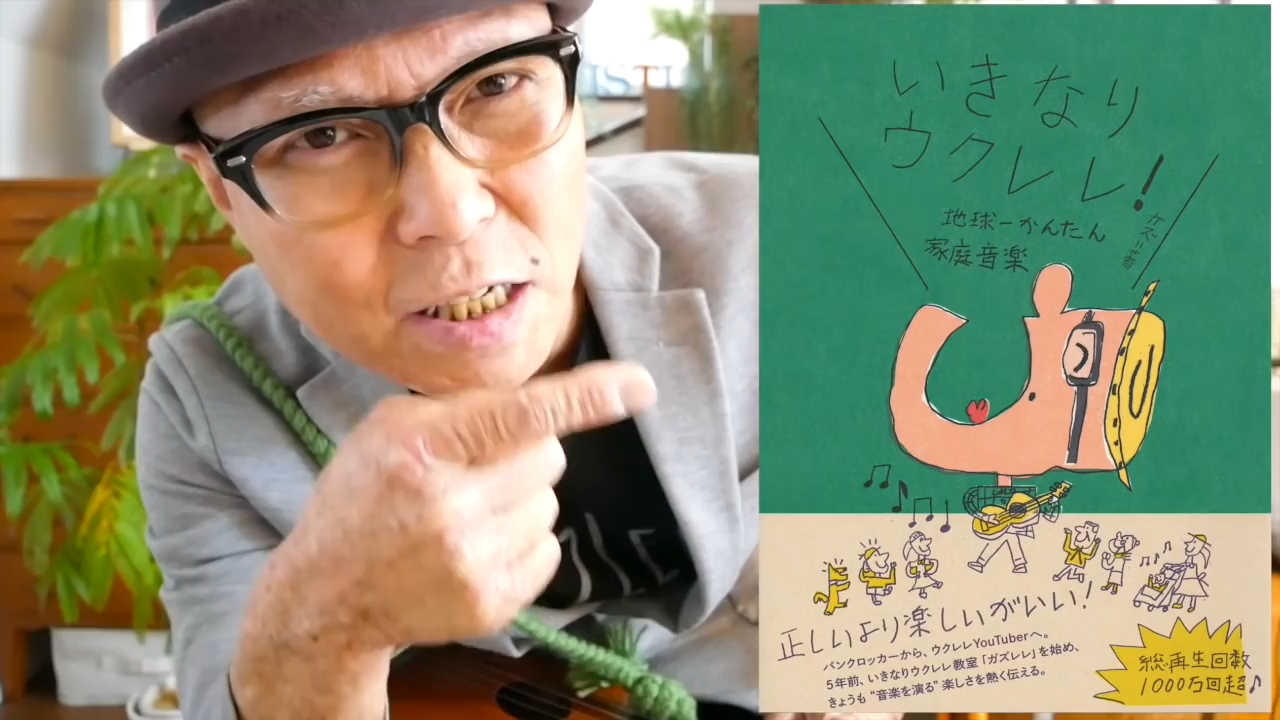 いきなり
ウクレレ!
ガズ!!著
地球一かんたん
家庭音楽
正しいより楽しいがいい!
パンクロッカーから、ウクレレYouTuberへ。
5年前、いきなりウクレレ教室「ガズレレ」を始め、
きょうも“音楽を演る”楽しさを熱く伝える。
総再生回数
1000万回超♪